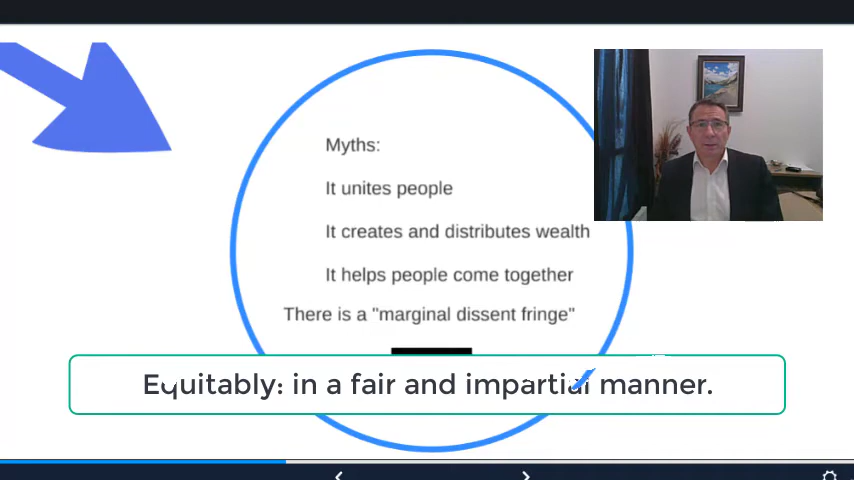 Myths:
It unites people
It creates and distributes wealth
It helps people come together
There is a "marginal dissent fringe"
Equitably: in a fair and impartial manner.